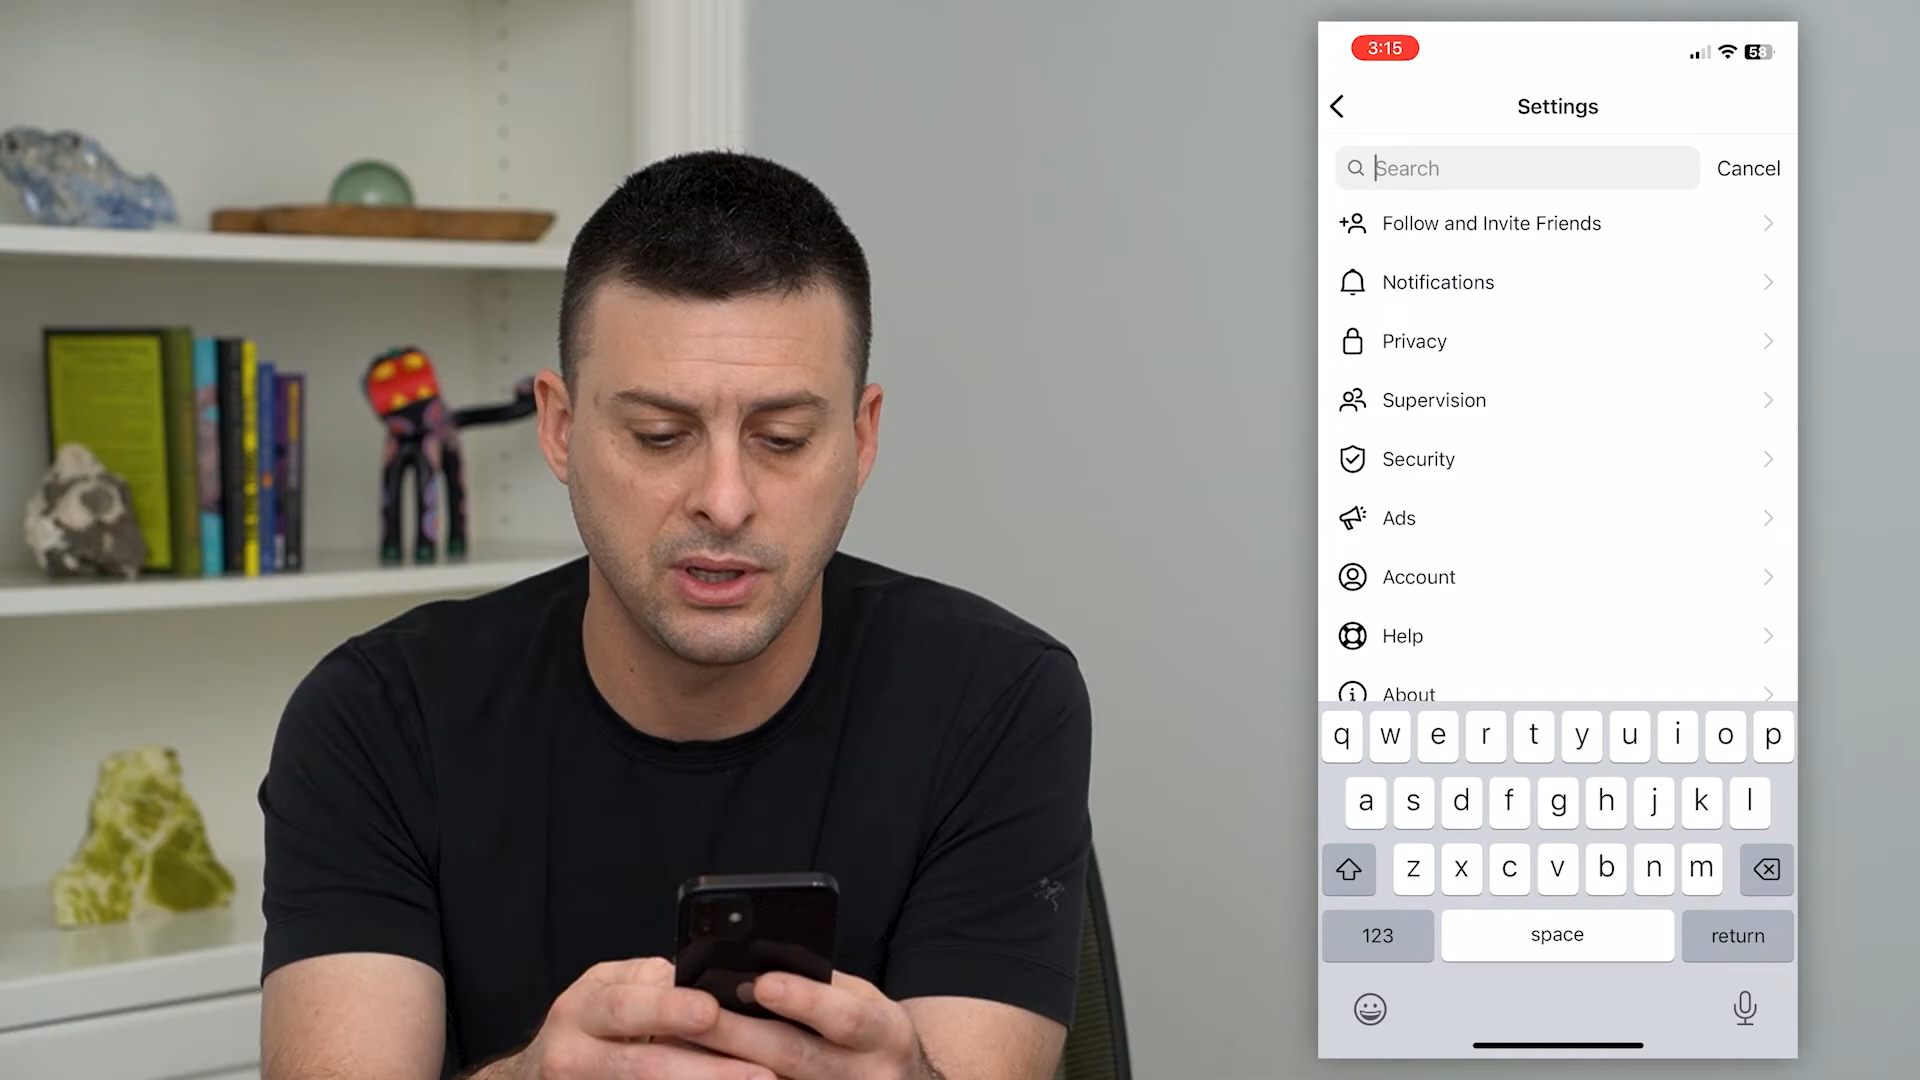 3:15
58
Settings
Search
Cancel
Follow and Invite Friends
Notifications
Privacy
Supervision
Security
Ads
Account
Help
About
q w e r t y u i o p
a s d f g h j k l
z x c v b n m
123 space return